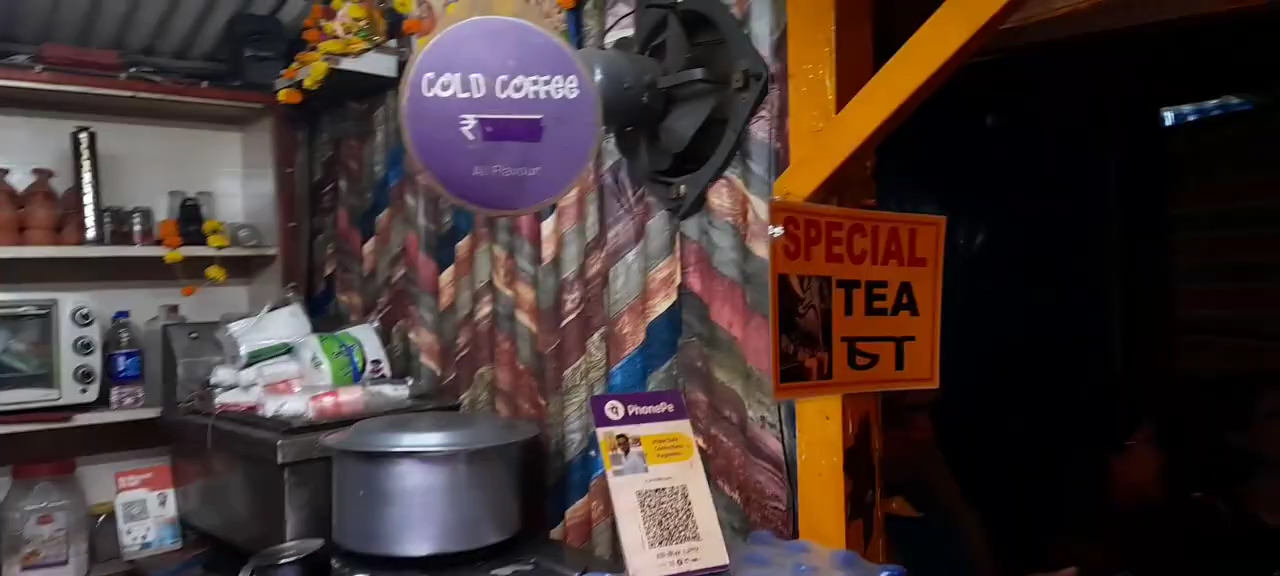 COLD COFFEE
₹
All Flavour
SPECIAL
TEA
চা
PhonePe